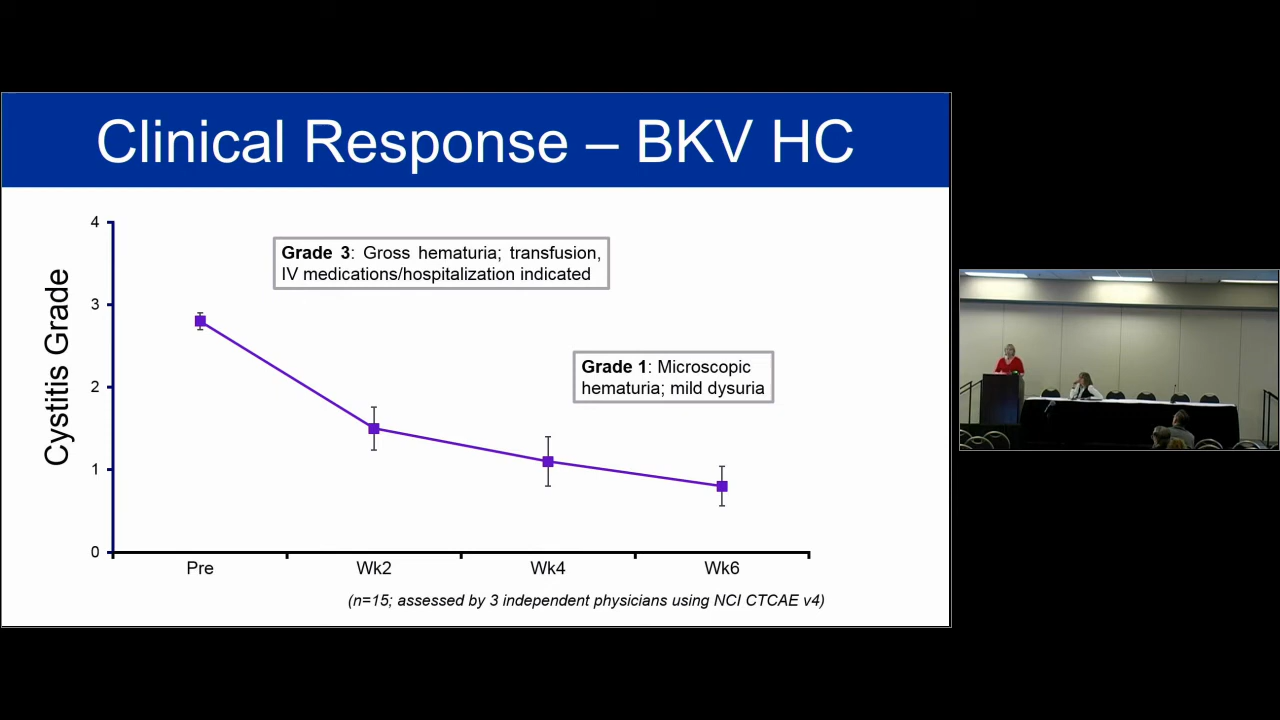 Clinical Response – BKV HC
Cystitis Grade
4
3
2
1
0
Grade 3: Gross hematuria; transfusion,
IV medications/hospitalization indicated
Grade 1: Microscopic
hematuria; mild dysuria
Pre
Wk2
Wk4
Wk6
(n=15; assessed by 3 independent physicians using NCI CTCAE v4)